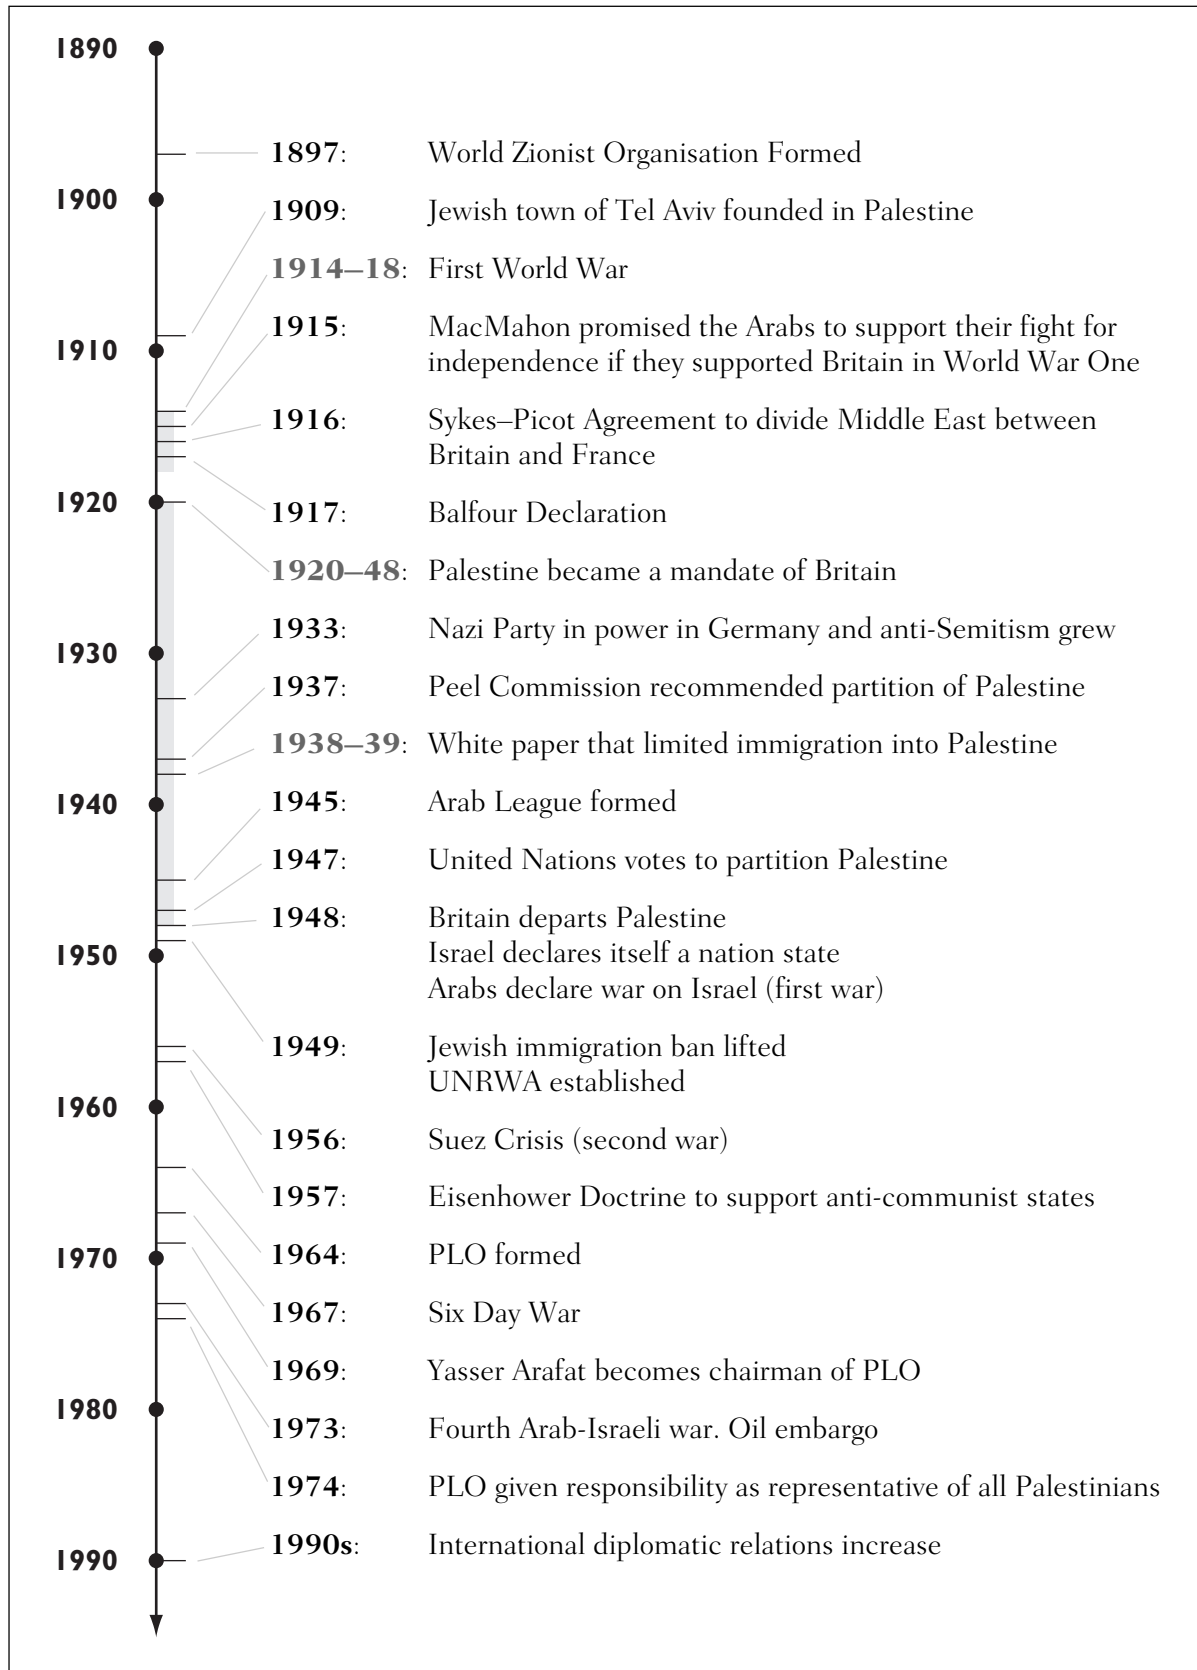 1890
1897: World Zionist Organisation Formed
1900
1909: Jewish town of Tel Aviv founded in Palestine
1914–18: First World War
1915: MacMahon promised the Arabs to support their fight for
1910
independence if they supported Britain in World War One
1916: Sykes–Picot Agreement to divide Middle East between
Britain and France
1920
1917: Balfour Declaration
1920–48: Palestine became a mandate of Britain
1933: Nazi Party in power in Germany and anti-Semitism grew
1930
1937: Peel Commission recommended partition of Palestine
1938–39: White paper that limited immigration into Palestine
1940
1945: Arab League formed
1947: United Nations votes to partition Palestine
1948: Britain departs Palestine
Israel declares itself a nation state
1950
Arabs declare war on Israel (first war)
1949: Jewish immigration ban lifted
UNRWA established
1960
1956: Suez Crisis (second war)
1957: Eisenhower Doctrine to support anti-communist states
1964: PLO formed
1970
1967: Six Day War
1969: Yasser Arafat becomes chairman of PLO
1980
1973: Fourth Arab-Israeli war. Oil embargo
1974: PLO given responsibility as representative of all Palestinians
1990s: International diplomatic relations increase
1990